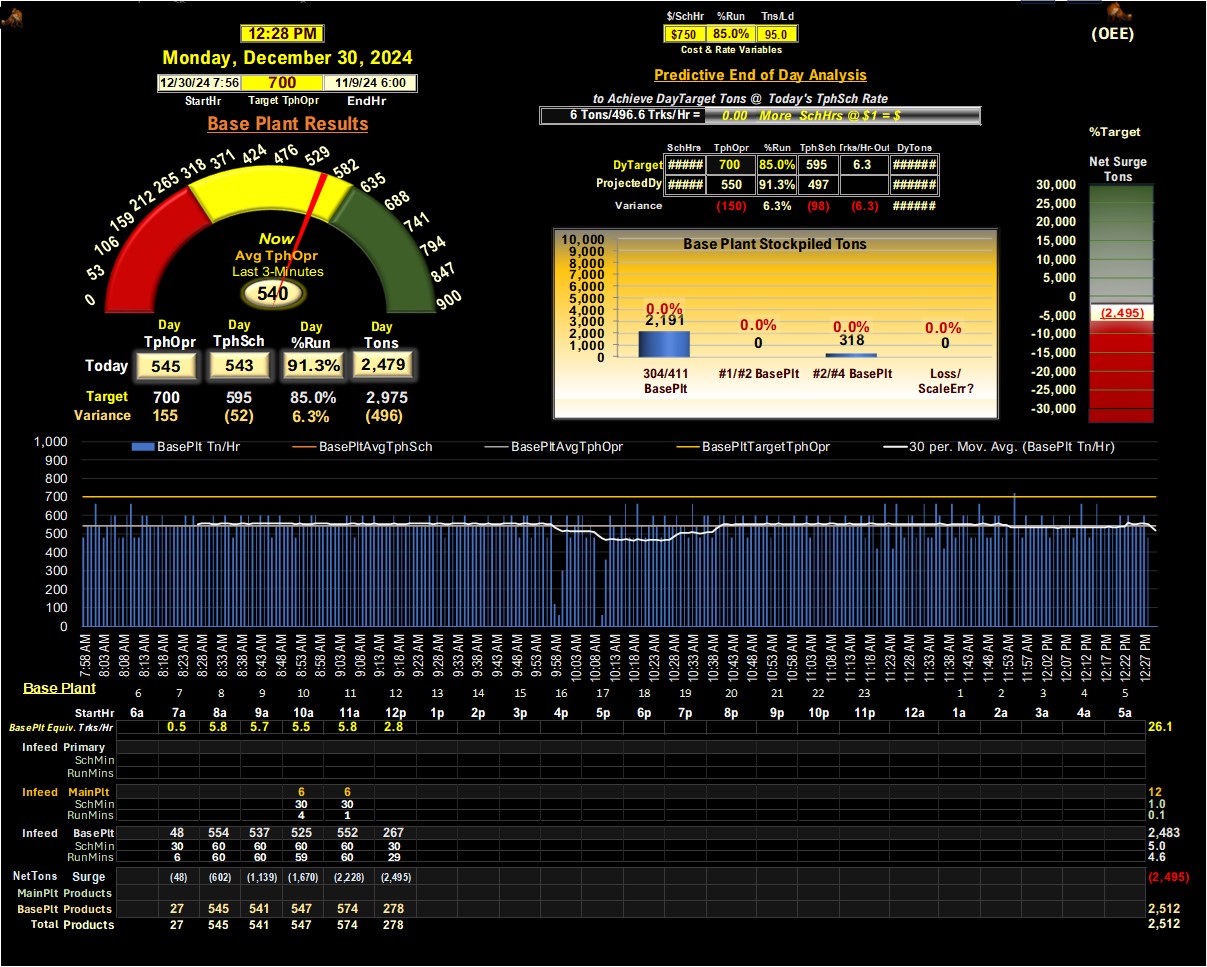 $/SchHr %Run Tns/Ld
12:28 PM
$750 85.0% 95.0
(OEE)
Cost & Rate Variables
Monday, December 30, 2024
Predictive End of Day Analysis
12/30/24 7:56 700 11/9/24 6:00
StartHr Target TphOpr EndHr
to Achieve DayTarget Tons @ Today's TphSch Rate
6 Tons/496.6 Trks/Hr = 0.00 More SchHrs @ $1 = $
Base Plant Results
%Target
SchHrs TphOpr %Run TphSch Trks/Hr-Out DyTons
DyTarget ##### 700 85.0% 595 6.3 ######
ProjectedDy ##### 550 91.3% 497 ######
Variance (150) 6.3% (98) (6.3) ######
Net Surge
Tons
30,000
25,000
20,000
15,000
10,000
5,000
0
-5,000
-10,000
-15,000
-20,000
-25,000
-30,000
(2,495)
0 53 106 159 212 265 318 371 424 476 529 582 635 688 741 794 847 900
Now
Avg TphOpr
Last 3-Minutes
540
Base Plant Stockpiled Tons
10,000
9,000
8,000
7,000
6,000
5,000
4,000
3,000
2,000
1,000
0
0.0% 0.0% 0.0% 0.0%
2,191 0 318 0
304/411 #1/#2 BasePlt #2/#4 BasePlt Loss/
BasePlt ScaleErr?
Day Day Day Day
TphOpr TphSch %Run Tons
Today 545 543 91.3% 2,479
Target 700 595 85.0% 2,975
Variance 155 (52) 6.3% (496)
BasePlt Tn/Hr BasePltAvgTphSch BasePltAvgTphOpr BasePltTargetTphOpr 30 per. Mov. Avg. (BasePlt Tn/Hr)
1,000
900
800
700
600
500
400
300
200
100
0
7:58 AM 8:03 AM 8:08 AM 8:13 AM 8:18 AM 8:23 AM 8:28 AM 8:33 AM 8:38 AM 8:43 AM 8:48 AM 8:53 AM 8:58 AM 9:03 AM 9:08 AM 9:13 AM 9:18 AM 9:23 AM 9:28 AM 9:33 AM 9:38 AM 9:43 AM 9:48 AM 9:53 AM 9:58 AM 10:03 AM 10:08 AM 10:13 AM 10:18 AM 10:23 AM 10:28 AM 10:33 AM 10:38 AM 10:43 AM 10:48 AM 10:53 AM 10:58 AM 11:03 AM 11:08 AM 11:13 AM 11:18 AM 11:23 AM 11:28 AM 11:33 AM 11:38 AM 11:43 AM 11:48 AM 11:53 AM 11:57 AM 12:02 PM 12:07 PM 12:12 PM 12:17 PM 12:22 PM 12:27 PM
Base Plant 6 7 8 9 10 11 12 13 14 15 16 17 18 19 20 21 22 23 1 2 3 4 5
StartHr 6a 7a 8a 9a 10a 11a 12p 1p 2p 3p 4p 5p 6p 7p 8p 9p 10p 11p 12a 1a 2a 3a 4a 5a
BasePlt Equiv. Trks/Hr 0.5 5.8 5.7 5.5 5.8 2.8 26.1
Infeed Primary
SchMin
RunMins
Infeed MainPlt 6 6 12
SchMin 30 30 1.0
RunMins 4 1 0.1
Infeed BasePlt 48 554 537 525 552 267 2,483
SchMin 30 60 60 60 60 30 5.0
RunMins 6 60 60 59 60 29 4.6
NetTons Surge (48) (602) (1,139) (1,670) (2,228) (2,495) (2,495)
MainPlt Products
BasePlt Products 27 545 541 547 574 278 2,512
Total Products 27 545 541 547 574 278 2,512